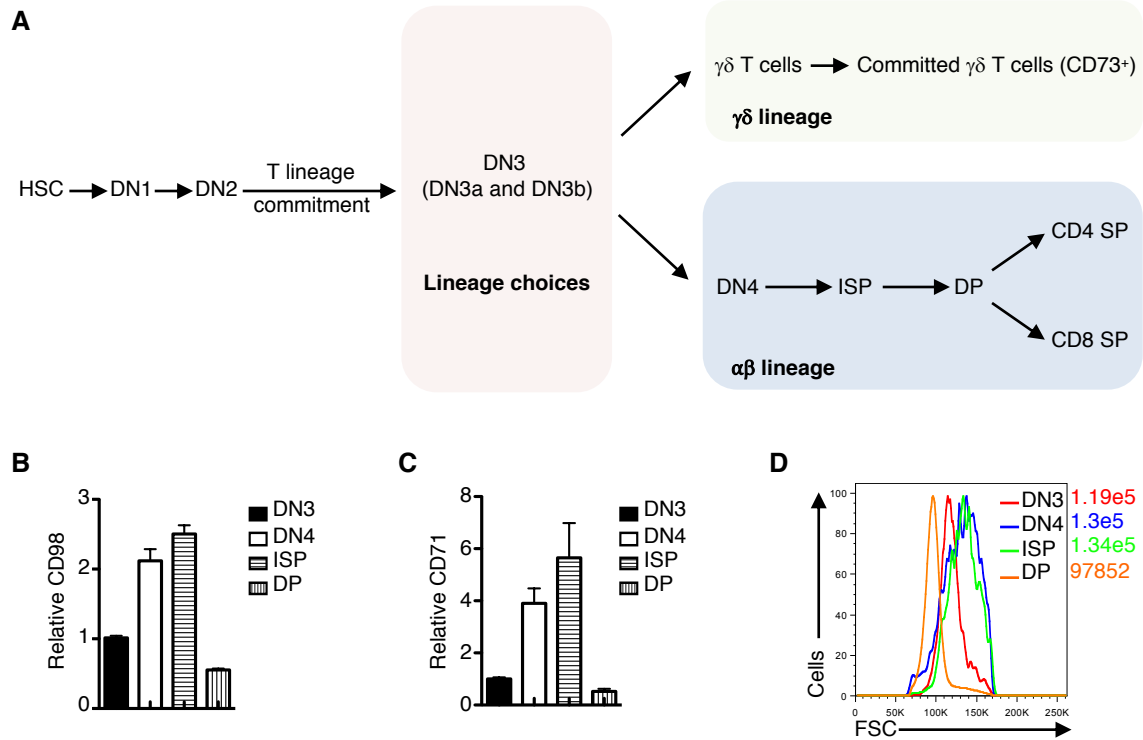 A
γδ T cells Committed γδ T cells (CD73+)
γδ lineage
HSC DN1 DN2
T lineage
commitment
DN3
(DN3a and DN3b)
Lineage choices
DN4 ISP DP
CD4 SP
CD8 SP
αβ lineage
B
Relative CD98
3
2
1
0
DN3
DN4
ISP
DP
C
Relative CD71
8
6
4
2
0
DN3
DN4
ISP
DP
D
Cells
100
80
60
40
20
0
0 50K 100K 150K 200K 250K
FSC
DN3 1.19e5
DN4 1.3e5
ISP 1.34e5
DP 97852